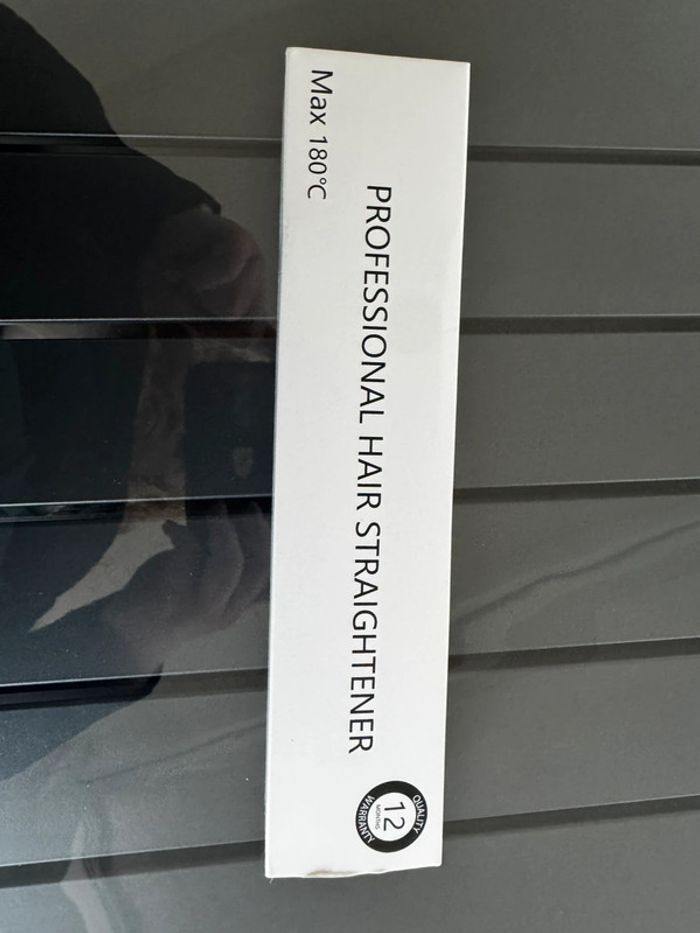 Max 180°C
PROFESSIONAL HAIR STRAIGHTENER
QUALITY
12
MONTHS
WARRANTY